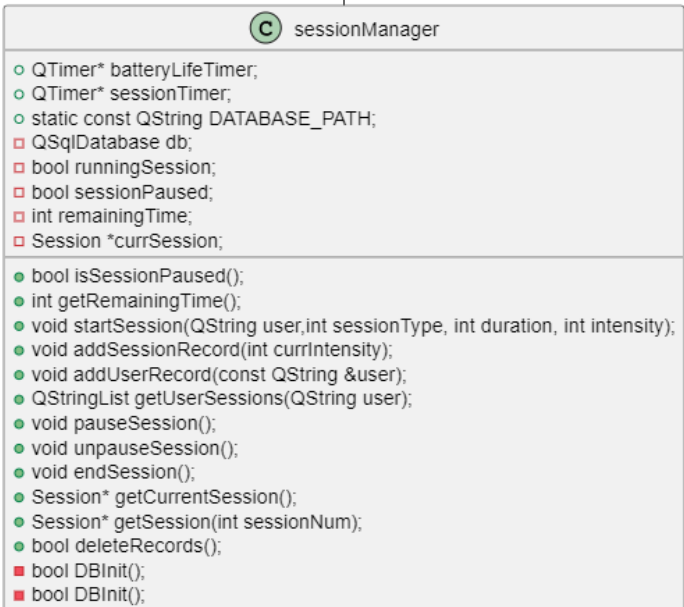 C sessionManager
QTimer* batteryLifeTimer;
QTimer* sessionTimer;
static const QString DATABASE_PATH;
QSqlDatabase db;
bool runningSession;
bool sessionPaused;
int remainingTime;
Session *currSession;
bool isSessionPaused();
int getRemainingTime();
void startSession(QString user,int sessionType, int duration, int intensity);
void addSessionRecord(int currIntensity);
void addUserRecord(const QString &user);
QStringList getUserSessions(QString user);
void pauseSession();
void unpauseSession();
void endSession();
Session* getCurrentSession();
Session* getSession(int sessionNum);
bool deleteRecords();
bool DBInit();
bool DBInit();